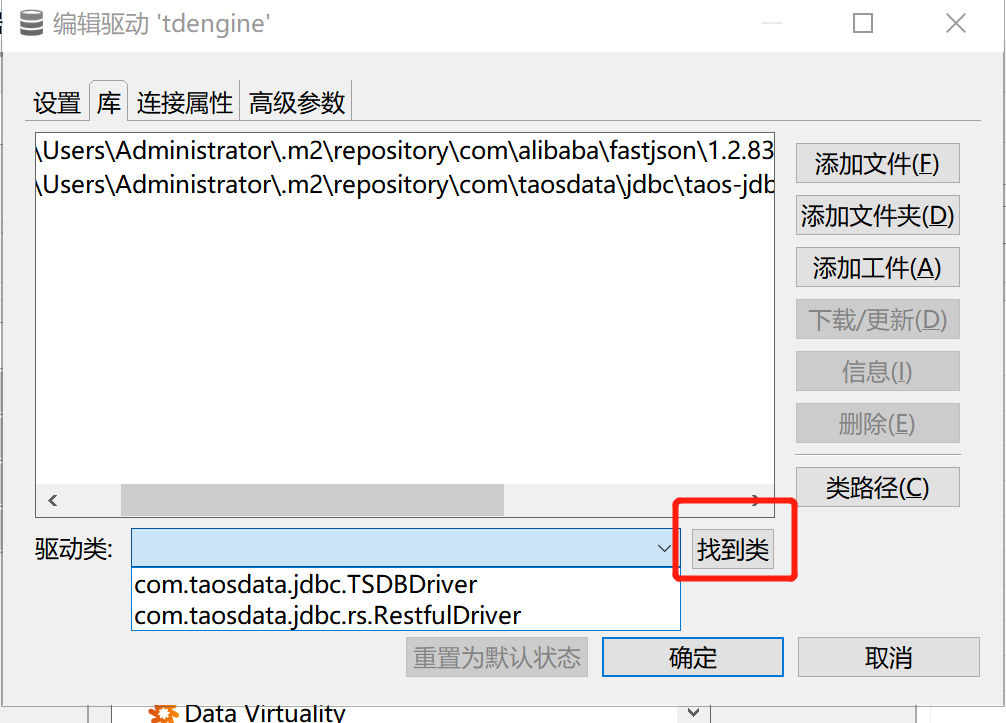 编辑驱动 'tdengine'
设置 库 连接属性 高级参数
\Users\Administrator\.m2\repository\com\alibaba\fastjson\1.2.83
\Users\Administrator\.m2\repository\com\taosdata\jdbc\taos-jdb
添加文件(F)
添加文件夹(D)
添加工件(A)
下载/更新(D)
信息(I)
删除(E)
类路径(C)
驱动类:
找到类
com.taosdata.jdbc.TSDBDriver
com.taosdata.jdbc.rs.RestfulDriver
重置为默认状态 确定 取消
Data Virtuality